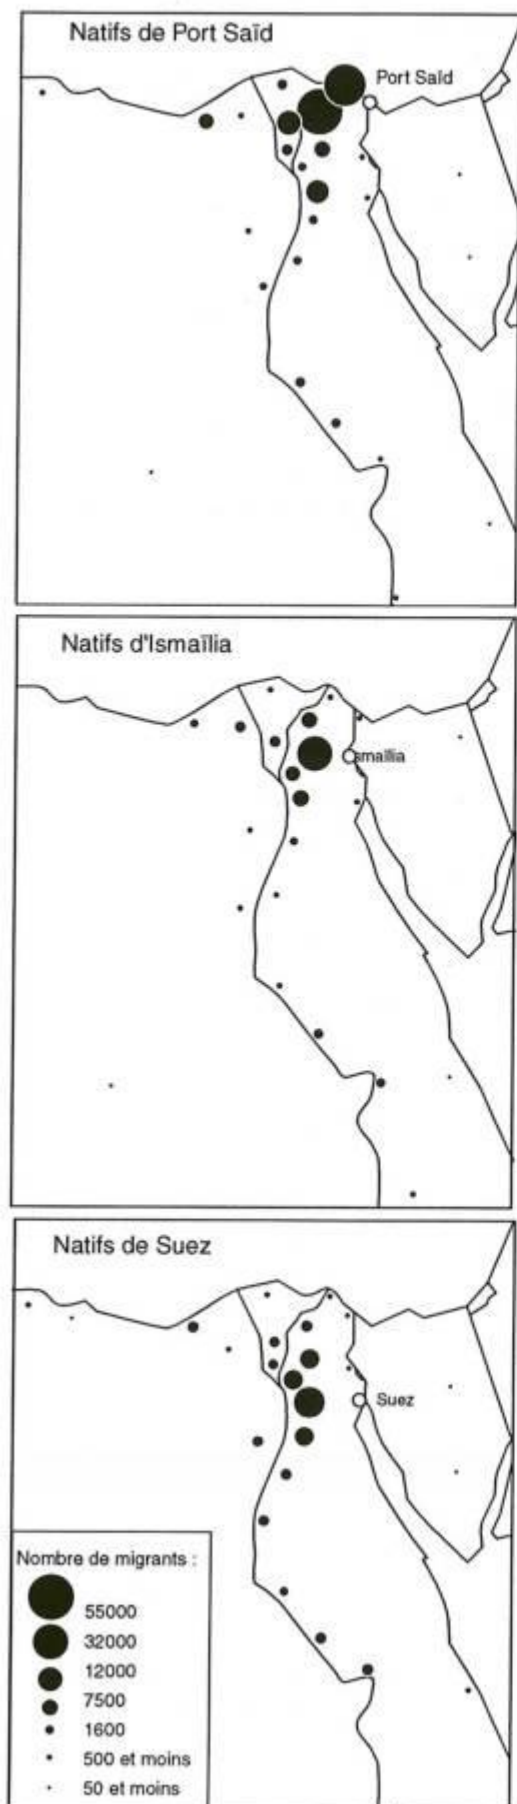 Natifs de Port Saïd
Port Saïd
Natifs d'Ismaïlia
Ismaïlia
Natifs de Suez
Suez
Nombre de migrants :
55000
32000
12000
7500
1600
500 et moins
50 et moins